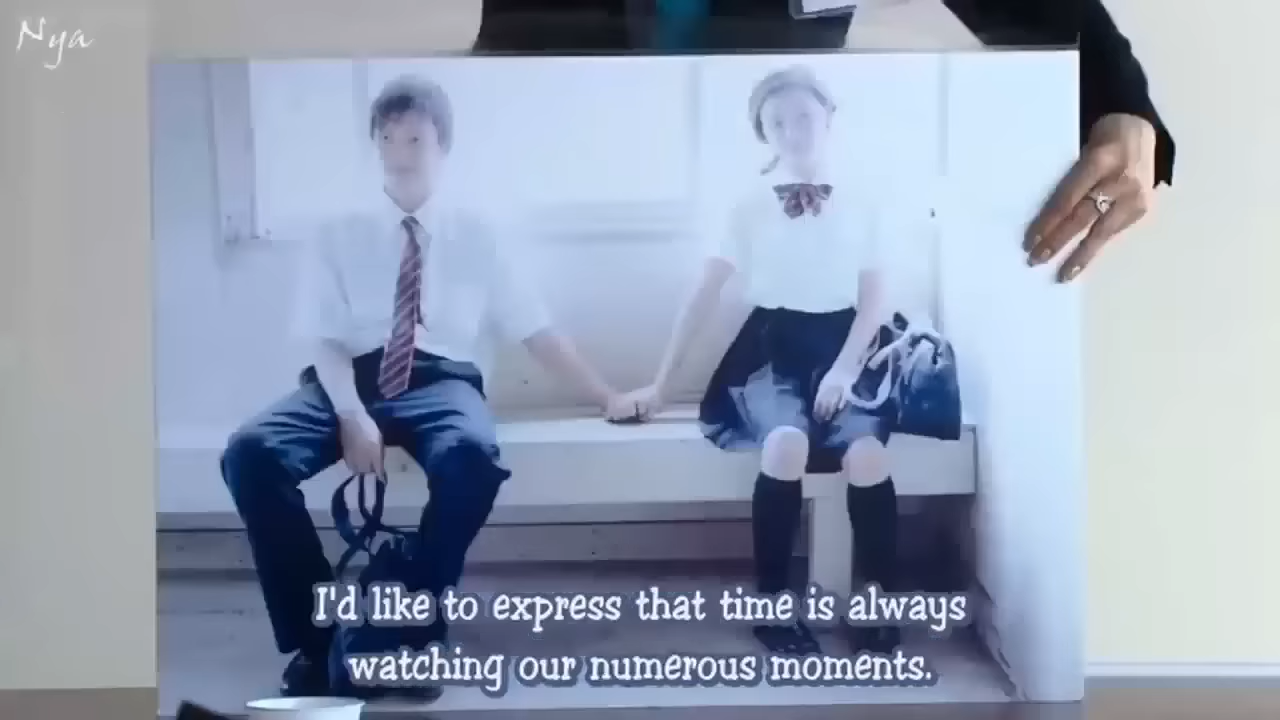 Nya
I'd like to express that time is always
watching our numerous moments.